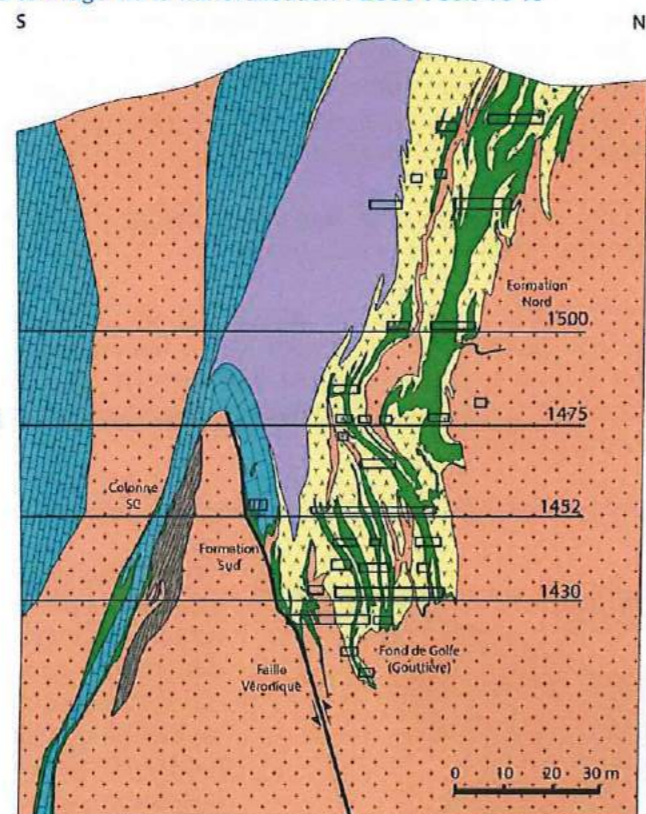 S
N
Formation
Nord
1500
1475
Colonne
SC
1452
Formation
Sud
1430
Fond de Golfe
(Gouttière)
Faille
Véronique
0 10 20 30 m